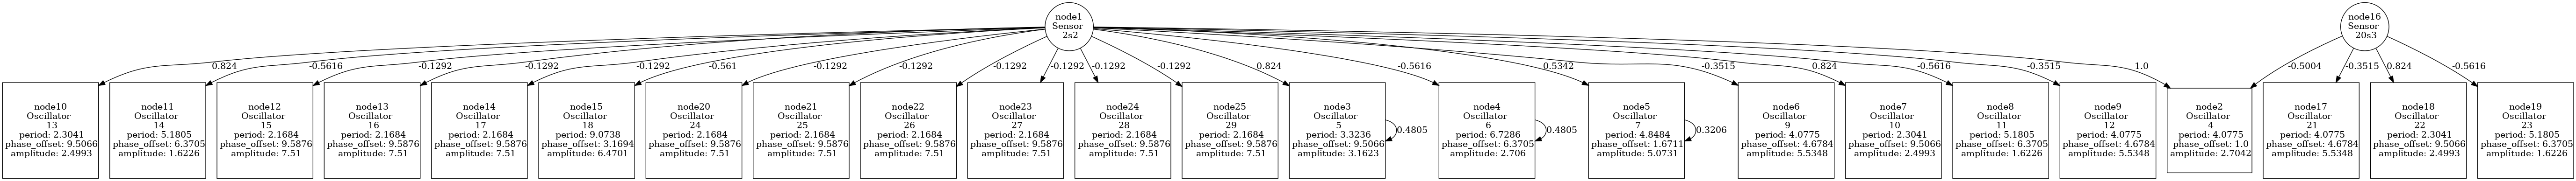 node1
Sensor
2s2
node16
Sensor
20s3
0.824
-0.5616
-0.1292
-0.1292
-0.1292
-0.561
-0.1292
-0.1292
-0.1292
-0.1292
-0.1292
-0.1292
0.824
-0.5616
0.5342
-0.3515
0.824
-0.5616
-0.3515
1.0
-0.5004
-0.3515
0.824
-0.5616
node10
Oscillator
13
period: 2.3041
phase_offset: 9.5066
amplitude: 2.4993
node11
Oscillator
14
period: 5.1805
phase_offset: 6.3705
amplitude: 1.6226
node12
Oscillator
15
period: 2.1684
phase_offset: 9.5876
amplitude: 7.51
node13
Oscillator
16
period: 2.1684
phase_offset: 9.5876
amplitude: 7.51
node14
Oscillator
17
period: 2.1684
phase_offset: 9.5876
amplitude: 7.51
node15
Oscillator
18
period: 9.0738
phase_offset: 3.1694
amplitude: 6.4701
node20
Oscillator
24
period: 2.1684
phase_offset: 9.5876
amplitude: 7.51
node21
Oscillator
25
period: 2.1684
phase_offset: 9.5876
amplitude: 7.51
node22
Oscillator
26
period: 2.1684
phase_offset: 9.5876
amplitude: 7.51
node23
Oscillator
27
period: 2.1684
phase_offset: 9.5876
amplitude: 7.51
node24
Oscillator
28
period: 2.1684
phase_offset: 9.5876
amplitude: 7.51
node25
Oscillator
29
period: 2.1684
phase_offset: 9.5876
amplitude: 7.51
node3
Oscillator
5
period: 3.3236
phase_offset: 9.5066
amplitude: 3.1623
0.4805
node4
Oscillator
6
period: 6.7286
phase_offset: 6.3705
amplitude: 2.706
0.4805
node5
Oscillator
7
period: 4.8484
phase_offset: 1.6711
amplitude: 5.0731
0.3206
node6
Oscillator
9
period: 4.0775
phase_offset: 4.6784
amplitude: 5.5348
node7
Oscillator
10
period: 2.3041
phase_offset: 9.5066
amplitude: 2.4993
node8
Oscillator
11
period: 5.1805
phase_offset: 6.3705
amplitude: 1.6226
node9
Oscillator
12
period: 4.0775
phase_offset: 4.6784
amplitude: 5.5348
node2
Oscillator
4
period: 4.0775
phase_offset: 1.0
amplitude: 2.7042
node17
Oscillator
21
period: 4.0775
phase_offset: 4.6784
amplitude: 5.5348
node18
Oscillator
22
period: 2.3041
phase_offset: 9.5066
amplitude: 2.4993
node19
Oscillator
23
period: 5.1805
phase_offset: 6.3705
amplitude: 1.6226